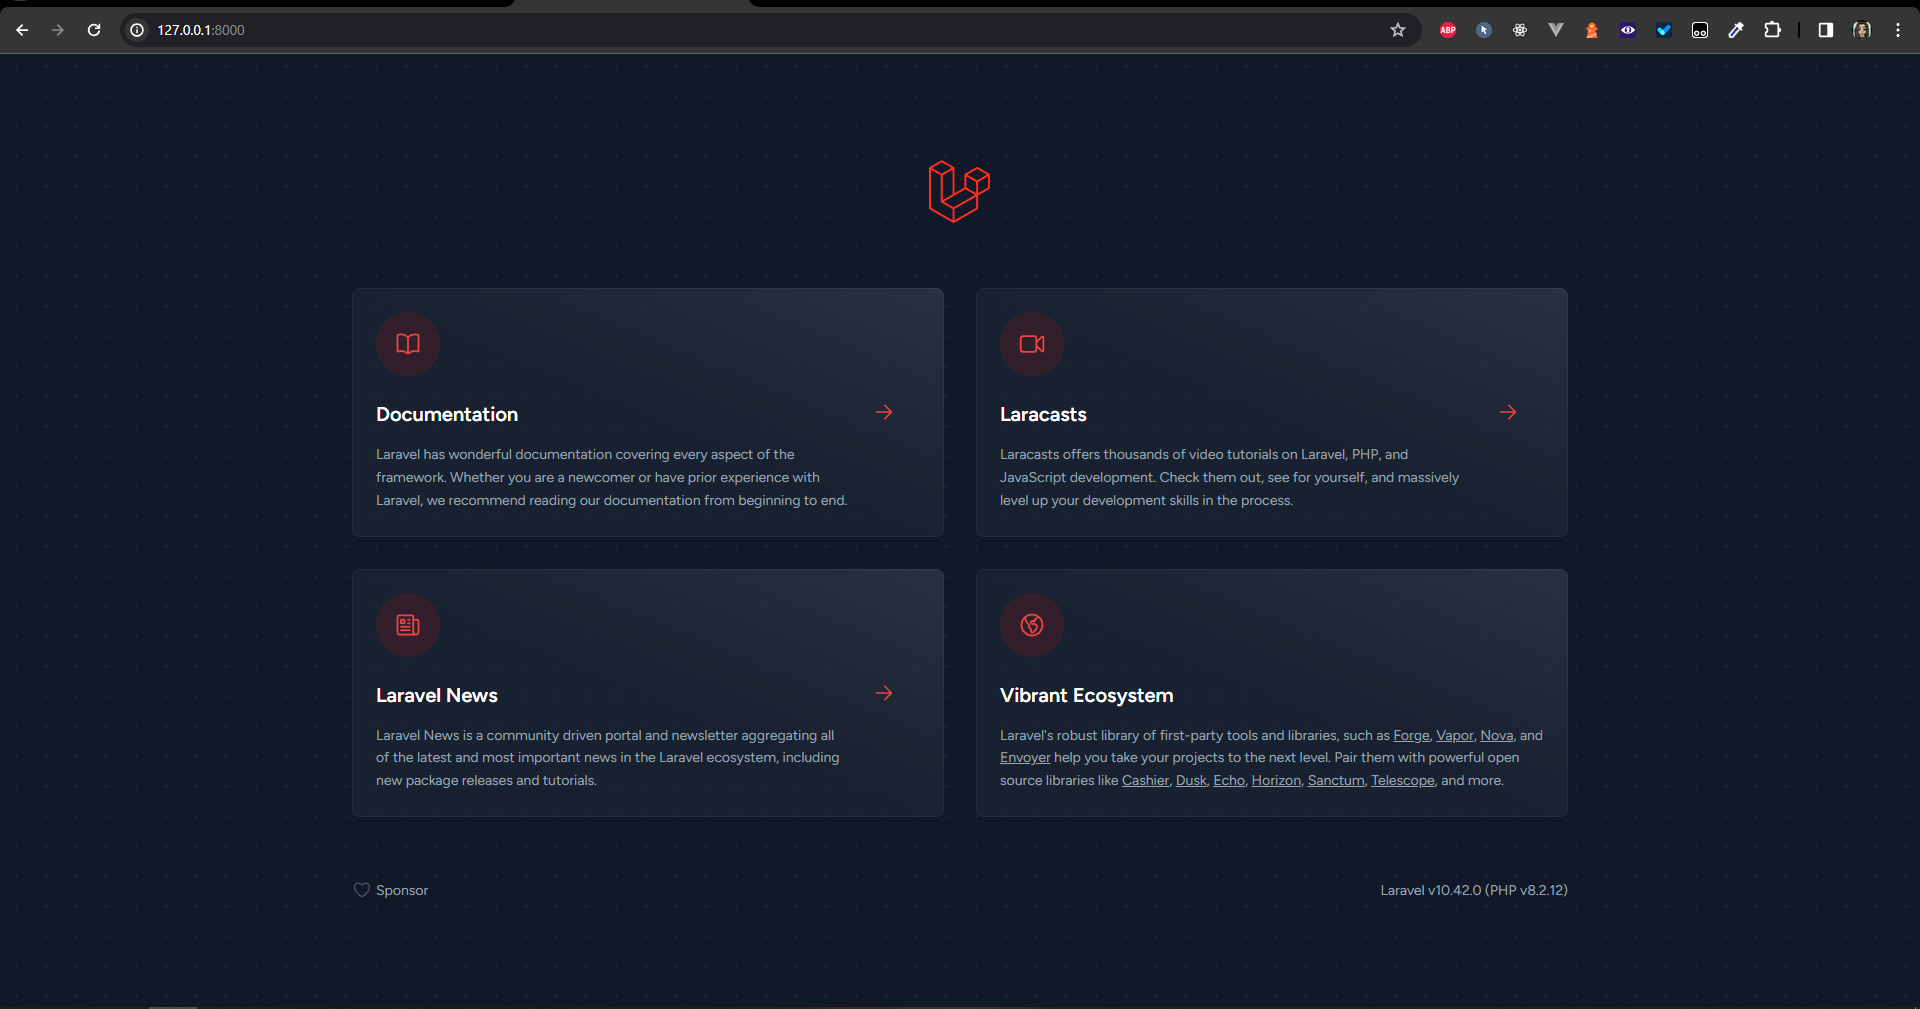 127.0.0.1:8000
ABP
Documentation
Laravel has wonderful documentation covering every aspect of the
framework. Whether you are a newcomer or have prior experience with
Laravel, we recommend reading our documentation from beginning to end.
Laracasts
Laracasts offers thousands of video tutorials on Laravel, PHP, and
JavaScript development. Check them out, see for yourself, and massively
level up your development skills in the process.
Laravel News
Laravel News is a community driven portal and newsletter aggregating all
of the latest and most important news in the Laravel ecosystem, including
new package releases and tutorials.
Vibrant Ecosystem
Laravel's robust library of first-party tools and libraries, such as Forge, Vapor, Nova, and
Envoyer help you take your projects to the next level. Pair them with powerful open
source libraries like Cashier, Dusk, Echo, Horizon, Sanctum, Telescope, and more.
Sponsor
Laravel v10.42.0 (PHP v8.2.12)